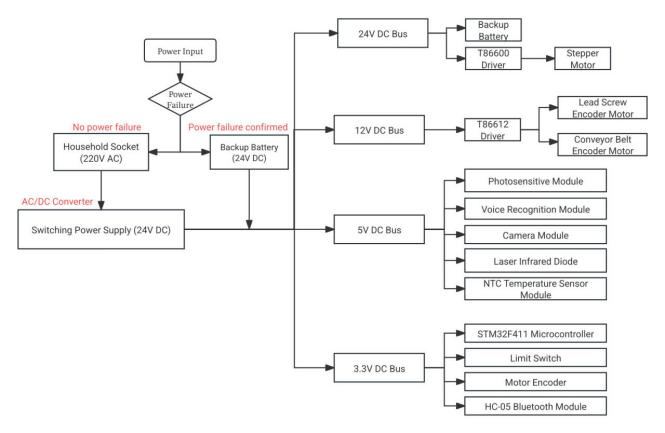 Power Input
Power
Failure
No power failure
Power failure confirmed
Household Socket
(220V AC)
Backup Battery
(24V DC)
AC/DC Converter
Switching Power Supply (24V DC)
24V DC Bus
Backup
Battery
T86600
Driver
Stepper
Motor
12V DC Bus
T86612
Driver
Lead Screw
Encoder Motor
Conveyor Belt
Encoder Motor
5V DC Bus
Photosensitive Module
Voice Recognition Module
Camera Module
Laser Infrared Diode
NTC Temperature Sensor
Module
3.3V DC Bus
STM32F411 Microcontroller
Limit Switch
Motor Encoder
HC-05 Bluetooth Module